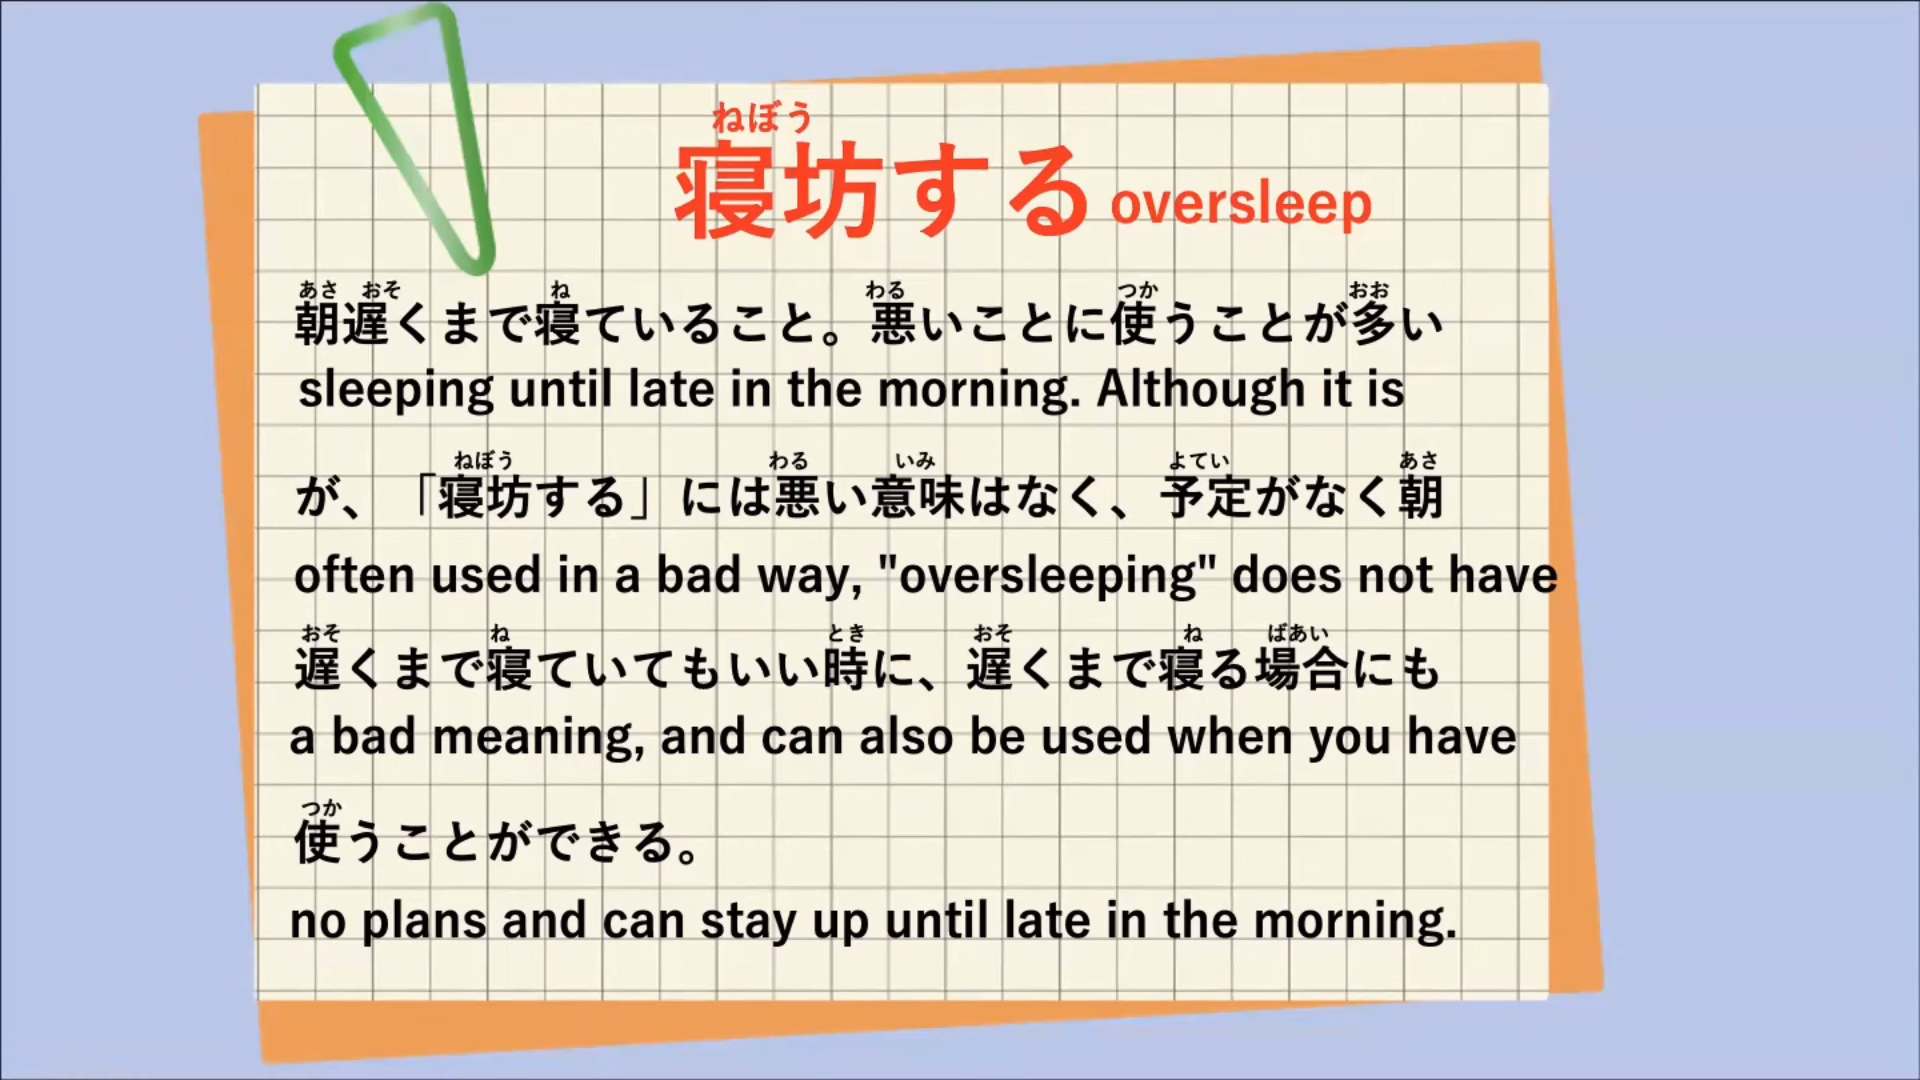 ねぼう
寝坊する oversleep
あさ おそ ね わる つか おお
朝遅くまで寝ていること。悪いことに使うことが多い
sleeping until late in the morning. Although it is
ねぼう わる いみ よてい あさ
が、「寝坊する」には悪い意味はなく、予定がなく朝
often used in a bad way, "oversleeping" does not have
おそ ね とき おそ ね ばあい
遅くまで寝ていてもいい時に、遅くまで寝る場合にも
a bad meaning, and can also be used when you have
つか
使うことができる。
no plans and can stay up until late in the morning.